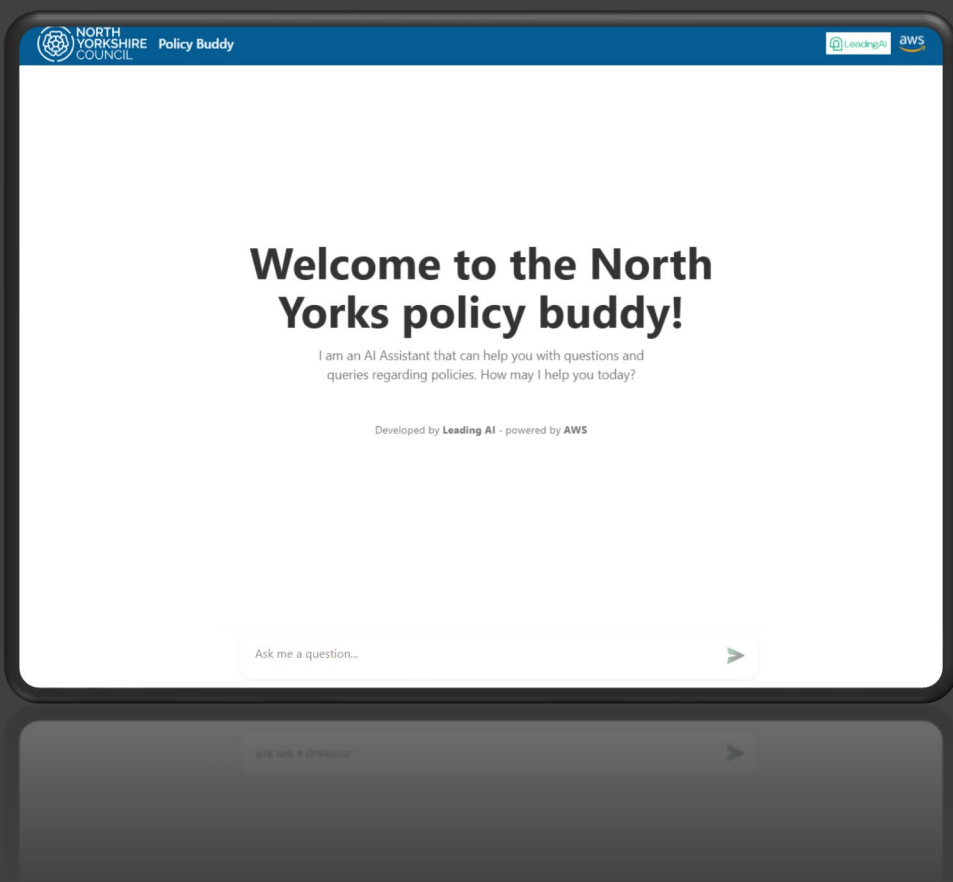 NORTH
YORKSHIRE
COUNCIL
Policy Buddy
LeadingAI
aws
Welcome to the North
Yorks policy buddy!
I am an AI Assistant that can help you with questions and
queries regarding policies. How may I help you today?
Developed by Leading AI - powered by AWS
Ask me a question...